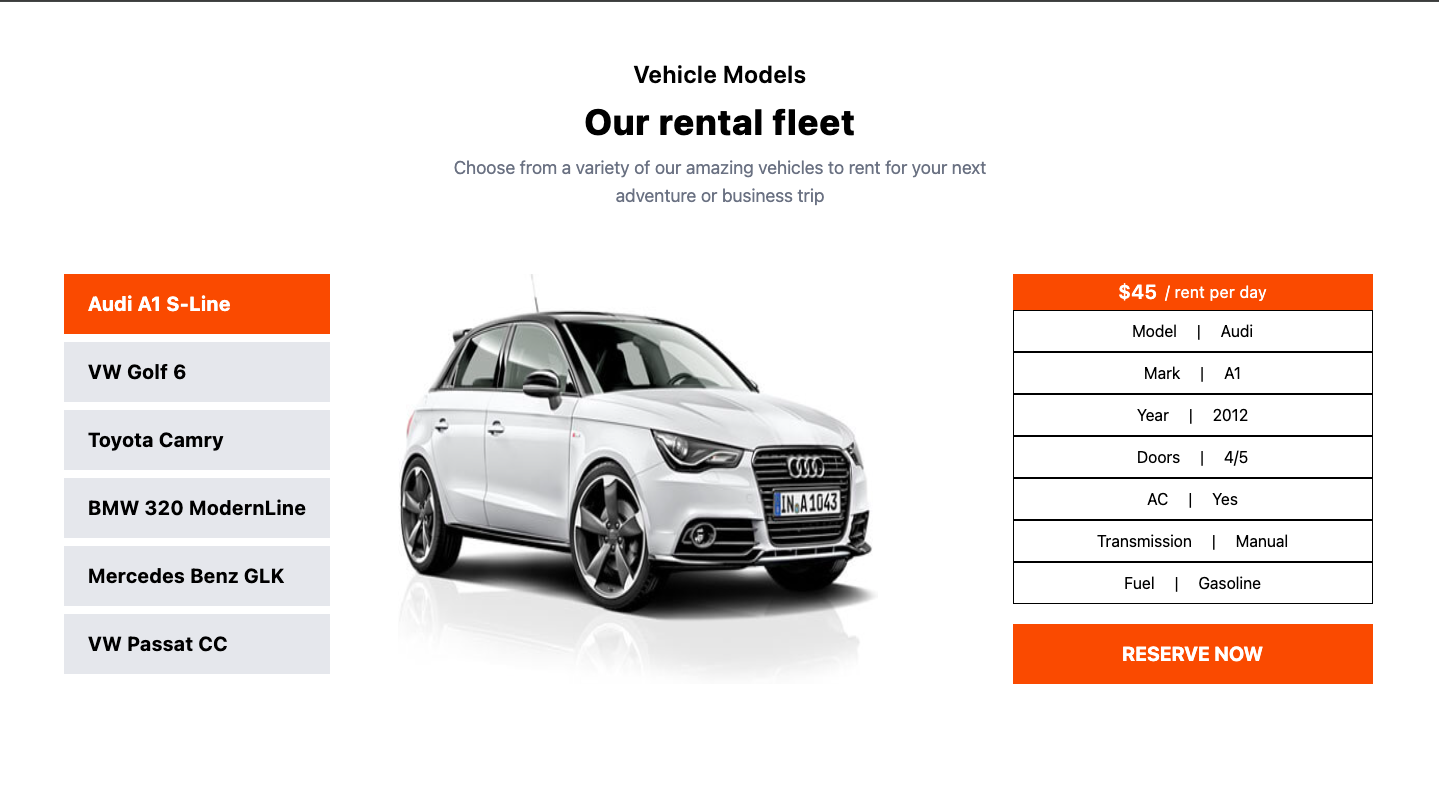 Vehicle Models
Our rental fleet
Choose from a variety of our amazing vehicles to rent for your next
adventure or business trip
Audi A1 S-Line
VW Golf 6
Toyota Camry
BMW 320 ModernLine
Mercedes Benz GLK
VW Passat CC
IN A 1043
$45 / rent per day
Model | Audi
Mark | A1
Year | 2012
Doors | 4/5
AC | Yes
Transmission | Manual
Fuel | Gasoline
RESERVE NOW